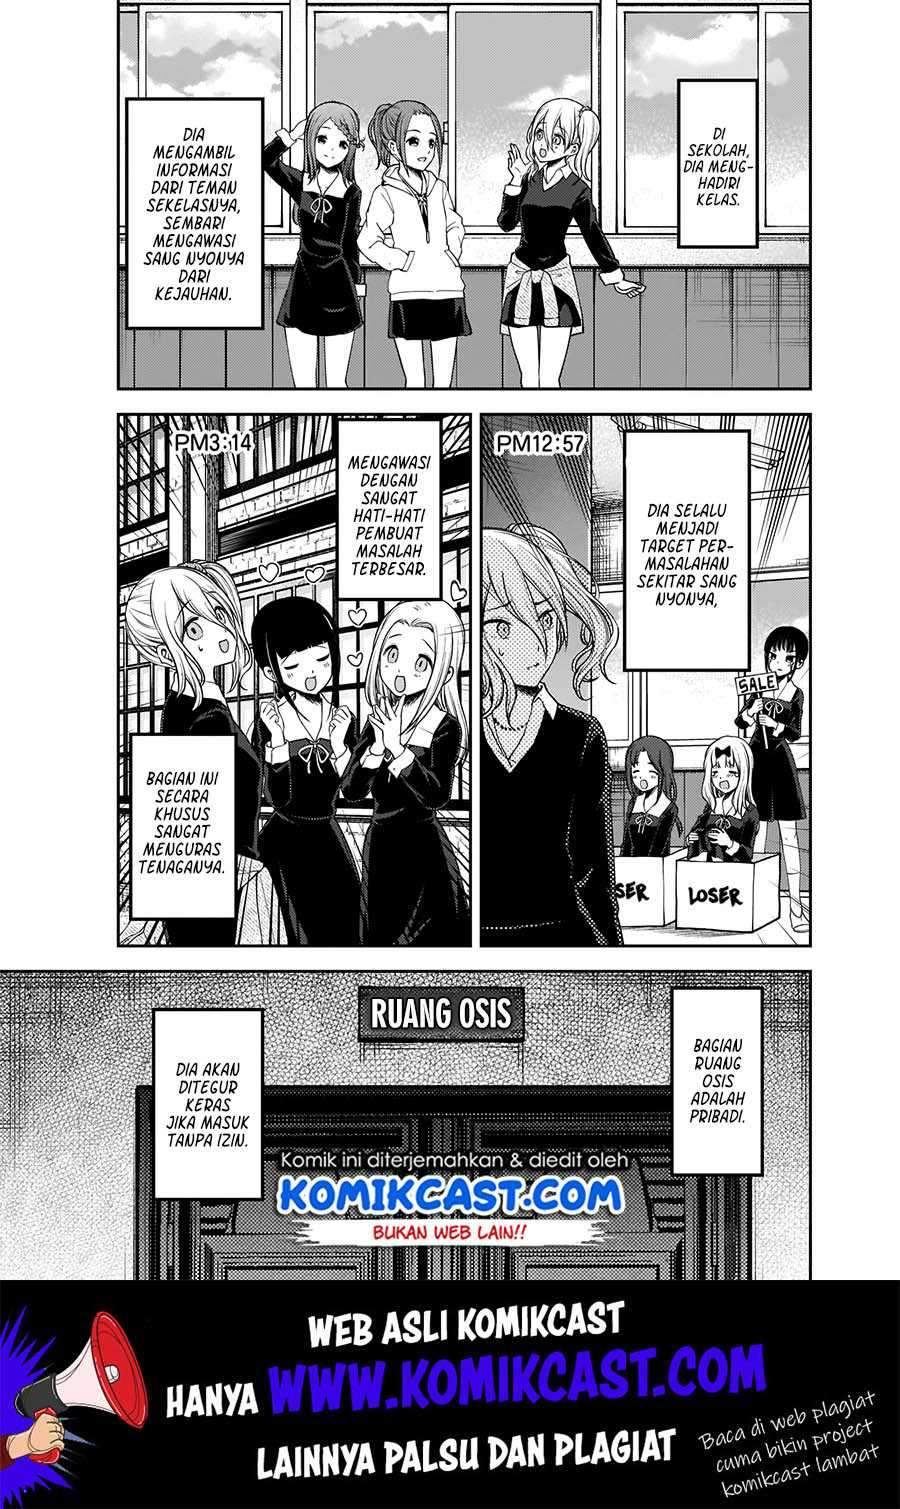 DI
SEKOLAH,
DIA MENG-
HADIRI
KELAS.
DIA
MENGAMBIL
INFORMASI
DARI TEMAN
SEKELASNYA,
SEMBARI
MENGAWASI
SANG NYONYA
DARI
KEJAUHAN.
PM12:57
DIA SELALU
MENJADI
TARGET PER-
MASALAHAN
SEKITAR SANG
NYONYA,
SALE
SER
LOSER
PM3:14
MENGAWASI
DENGAN
SANGAT
HATI-HATI
PEMBUAT
MASALAH
TERBESAR.
BAGIAN INI
SECARA
KHUSUS
SANGAT
MENGURAS
TENAGANYA.
RUANG OSIS
BAGIAN
RUANG
OSIS
ADALAH
PRIBADI.
DIA AKAN
DITEGUR
KERAS
JIKA MASUK
TANPA IZIN.
Komik ini diterjemahkan & diedit oleh
KOMIKCAST.COM
BUKAN WEB LAIN!!
WEB ASLI KOMIKCAST
HANYA WWW.KOMIKCAST.COM
LAINNYA PALSU DAN PLAGIAT
Baca di web plagiat
cuma bikin project
komikcast lambat